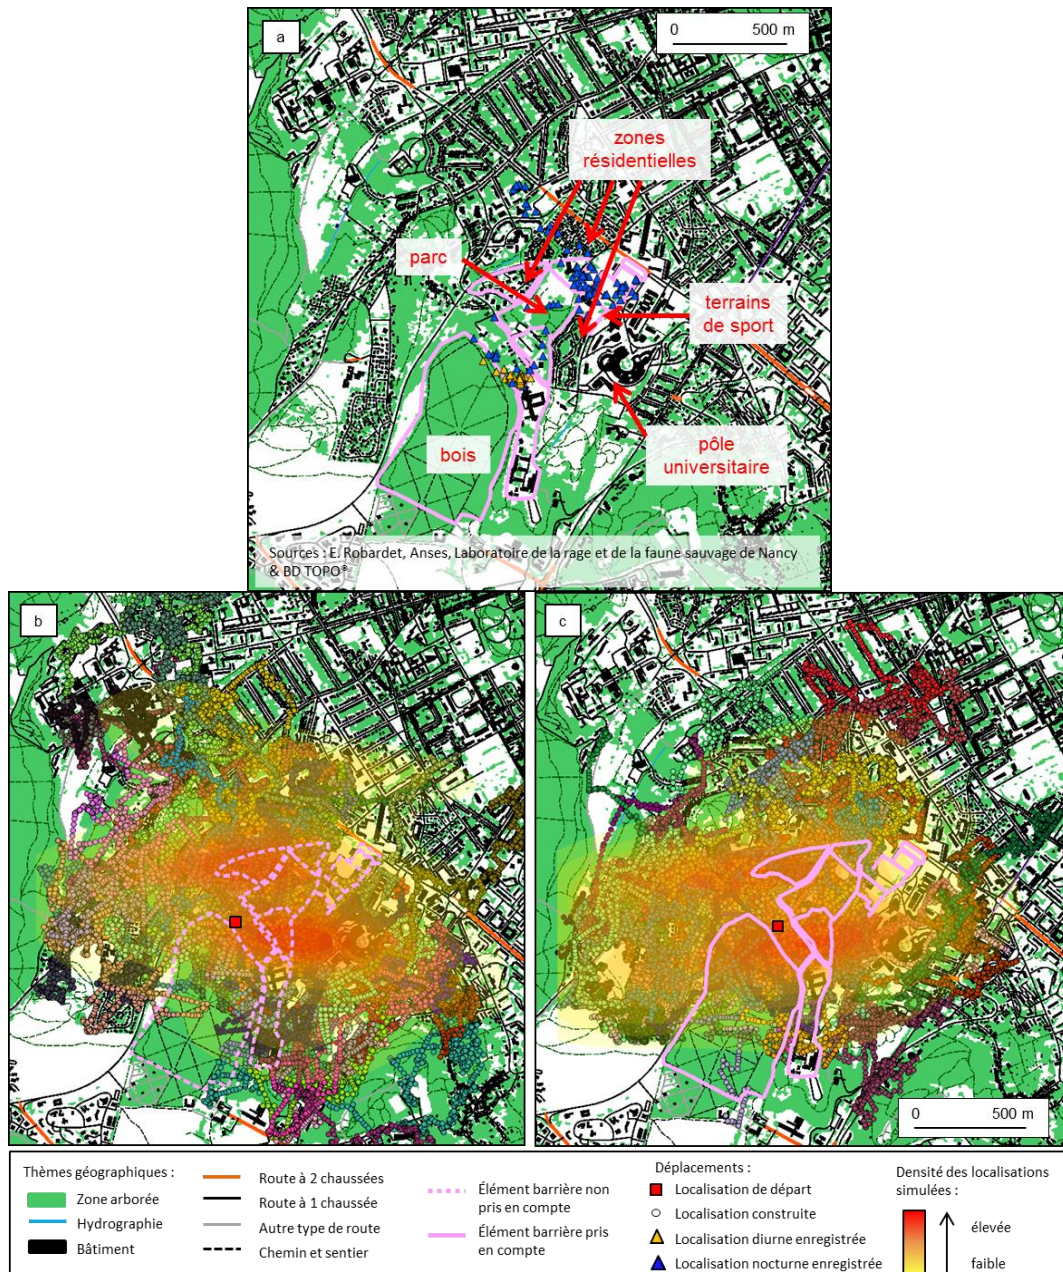 a
0 500 m
zones
résidentielles
parc
terrains
de sport
bois
pôle
universitaire
Sources : E. Robardet, Anses, Laboratoire de la rage et de la faune sauvage de Nancy
& BD TOPO®
b
c
0 500 m
Thèmes géographiques :
Zone arborée
Hydrographie
Bâtiment
Route à 2 chaussées
Route à 1 chaussée
Autre type de route
Chemin et sentier
Élément barrière non
pris en compte
Élément barrière pris
en compte
Déplacements :
Localisation de départ
Localisation construite
Localisation diurne enregistrée
Localisation nocturne enregistrée
Densité des localisations
simulées :
élevée
faible